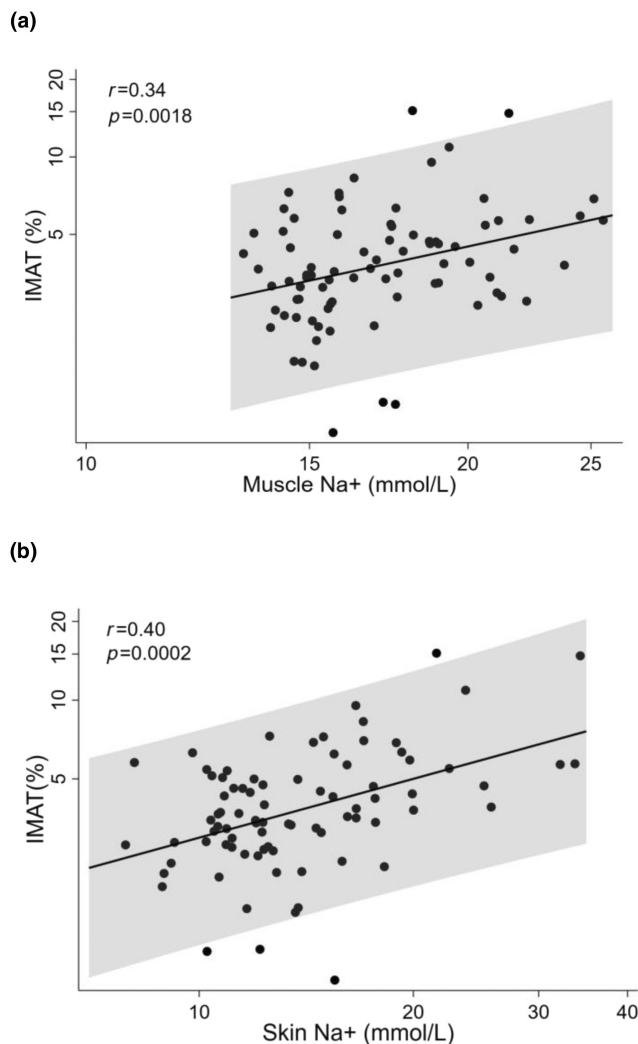 (a)
r=0.34
p=0.0018
IMAT (%)
20
15
10
5
10
15
20
25
Muscle Na+ (mmol/L)
(b)
r=0.40
p=0.0002
IMAT(%)
20
15
10
5
10
20
30
40
Skin Na+ (mmol/L)